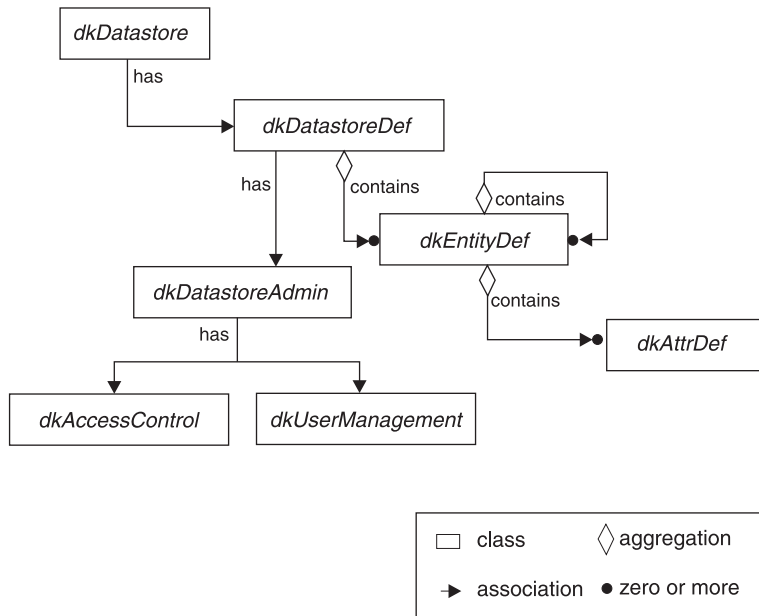 dkDatastore
has
dkDatastoreDef
has
contains
contains
dkEntityDef
dkDatastoreAdmin
contains
has
dkAttrDef
dkAccessControl
dkUserManagement
class
aggregation
association
zero or more